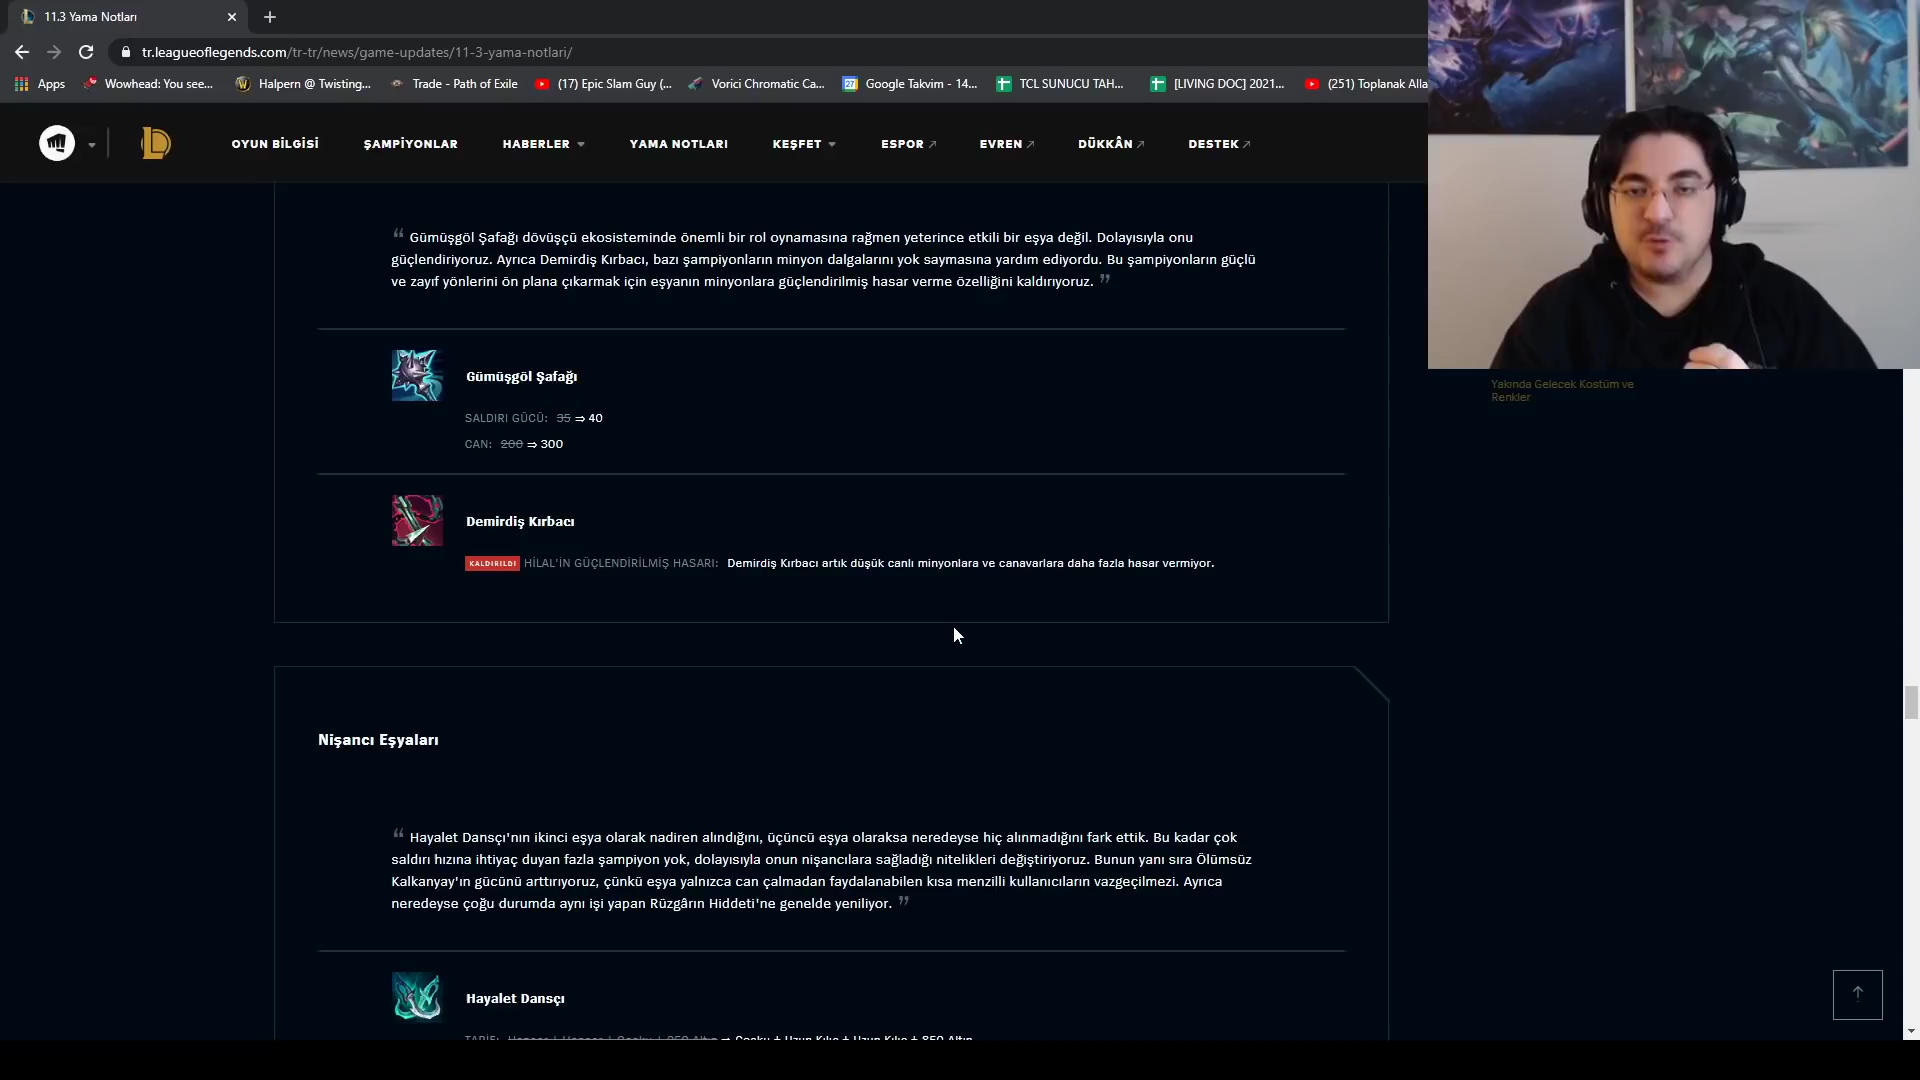 11.3 Yama Notları
tr.leagueoflegends.com/tr-tr/news/game-updates/11-3-yama-notlari/
Apps
Wowhead: You see...
Halpern @ Twisting...
Trade - Path of Exile
(17) Epic Slam Guy (...
Vorici Chromatic Ca...
27
Google Takvim - 14...
TCL SUNUCU TAH...
[LIVING DOC] 2021...
(251) Toplanak Alla
OYUN BİLGİSİ
ŞAMPİYONLAR
HABERLER
YAMA NOTLARI
KEŞFET
ESPOR
EVREN
DÜKKÂN
DESTEK
“ Gümüşgöl Şafağı dövüşçü ekosisteminde önemli bir rol oynamasına rağmen yeterince etkili bir eşya değil. Dolayısıyla onu
güçlendiriyoruz. Ayrıca Demirdiş Kırbacı, bazı şampiyonların minyon dalgalarını yok saymasına yardım ediyordu. Bu şampiyonların güçlü
ve zayıf yönlerini ön plana çıkarmak için eşyanın minyonlara güçlendirilmiş hasar verme özelliğini kaldırıyoruz. ”
Yakında Gelecek Kostüm ve
Renkler
Gümüşgöl Şafağı
SALDIRI GÜCÜ: 35 ⇒ 40
CAN: 200 ⇒ 300
Demirdiş Kırbacı
KALDIRILDI HİLAL'İN GÜÇLENDİRİLMİŞ HASARI: Demirdiş Kırbacı artık düşük canlı minyonlara ve canavarlara daha fazla hasar vermiyor.
Nişancı Eşyaları
“ Hayalet Dansçı'nın ikinci eşya olarak nadiren alındığını, üçüncü eşya olaraksa neredeyse hiç alınmadığını fark ettik. Bu kadar çok
saldırı hızına ihtiyaç duyan fazla şampiyon yok, dolayısıyla onun nişancılara sağladığı nitelikleri değiştiriyoruz. Bunun yanı sıra Ölümsüz
Kalkanyay'ın gücünü arttırıyoruz, çünkü eşya yalnızca can çalmadan faydalanabilen kısa menzilli kullanıcıların vazgeçilmezi. Ayrıca
neredeyse çoğu durumda aynı işi yapan Rüzgârın Hiddeti'ne genelde yeniliyor. ”
Hayalet Dansçı